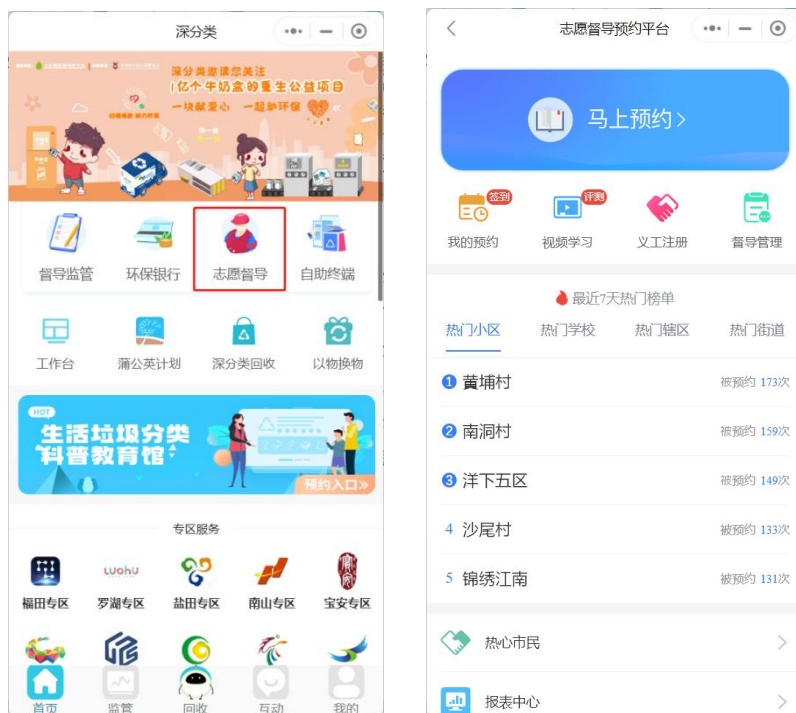 深分类
深分类邀请您关注
1亿个牛奶盒的重生公益项目
一块献爱心 一起助环保
督导监管
环保银行
志愿督导
自助终端
工作台
蒲公英计划
深分类回收
以物换物
HOT
生活垃圾分类
科普教育馆
预约入口》
专区服务
LUOHU
福田专区
罗湖专区
盐田专区
南山专区
宝安专区
首页
监管
回收
互动
我的
志愿督导预约平台
马上预约
签到
评测
我的预约
视频学习
义工注册
督导管理
最近7天热门榜单
热门小区
热门学校
热门辖区
热门街道
1 黄埔村 被预约 173次
2 南洞村 被预约 159次
3 洋下五区 被预约 149次
4 沙尾村 被预约 133次
5 锦绣江南 被预约 131次
热心市民
报表中心